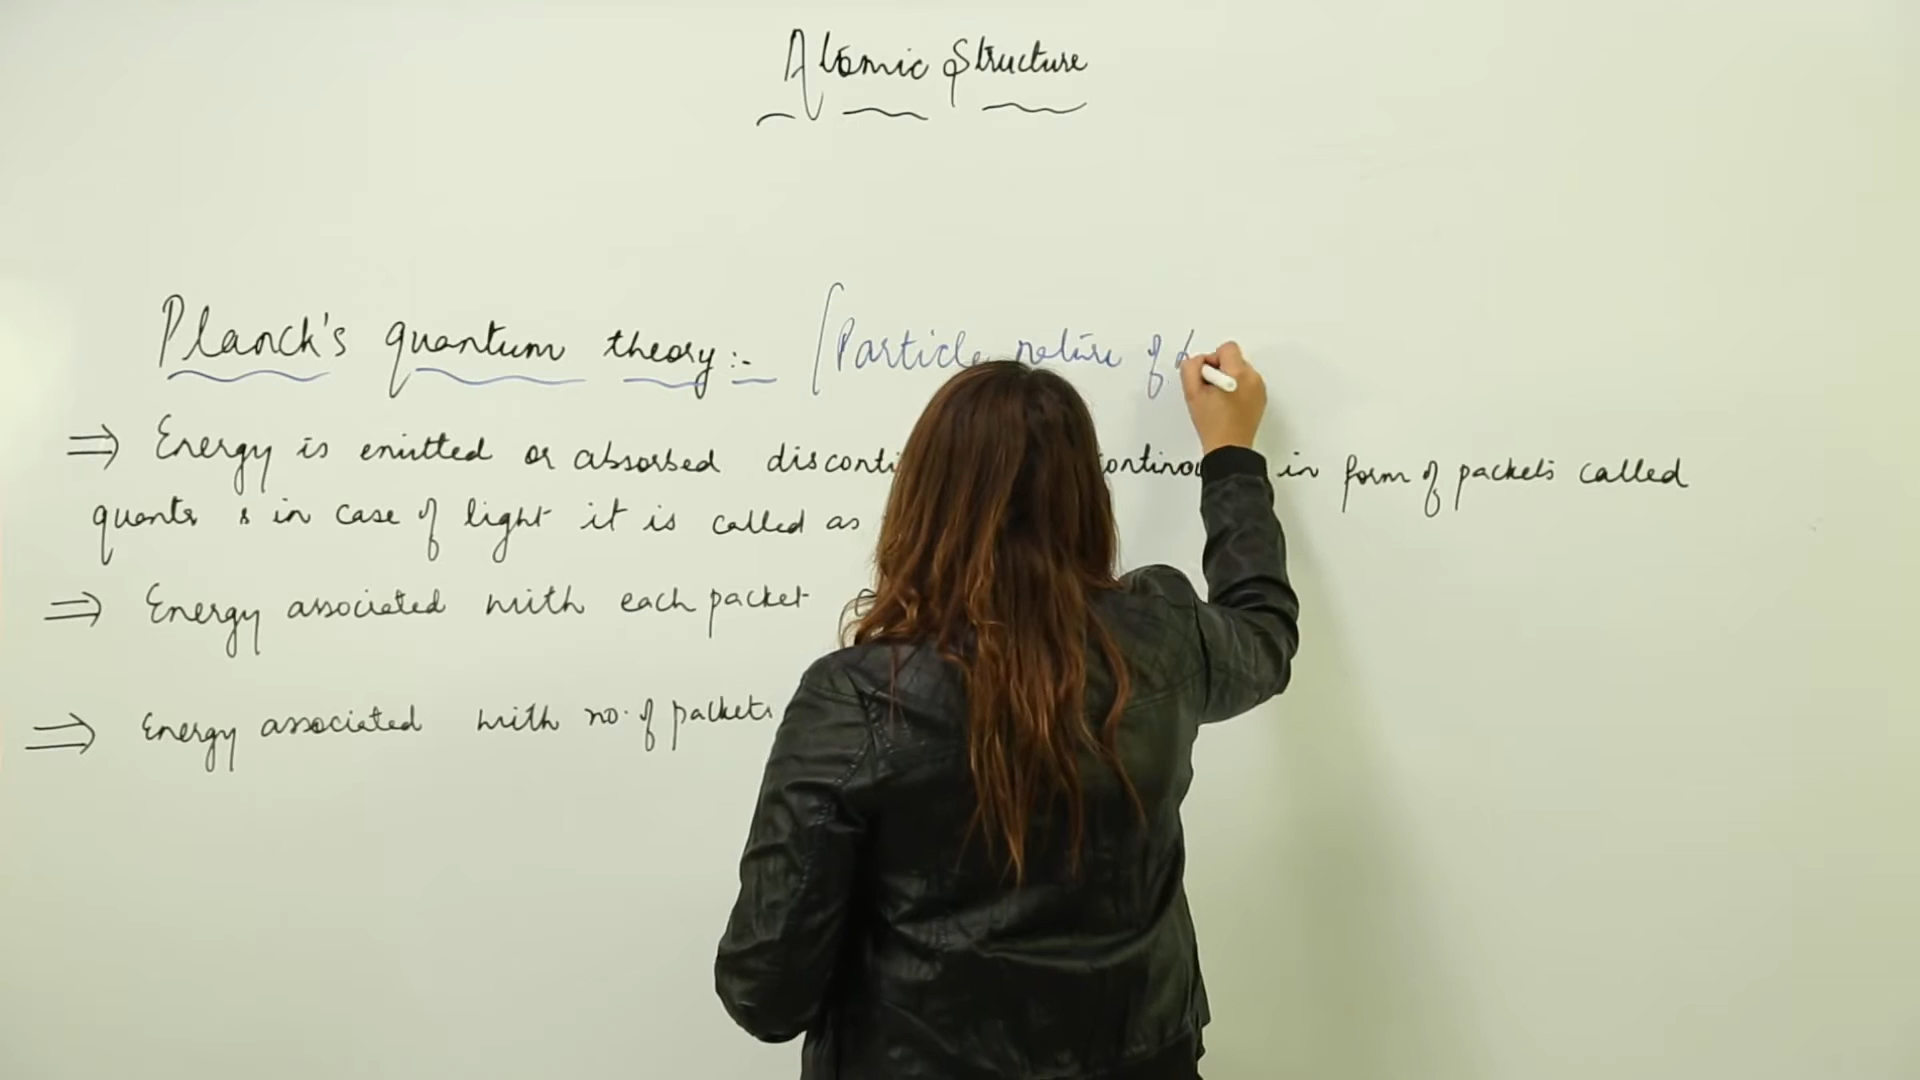 Atomic Structure
Planck's quantum theory :- (Particle nature of
⇒ Energy is emitted or absorbed in form of packets called
quanta & in case of light it is called as
⇒ Energy associated with each packet
⇒ Energy associated with no. of packets